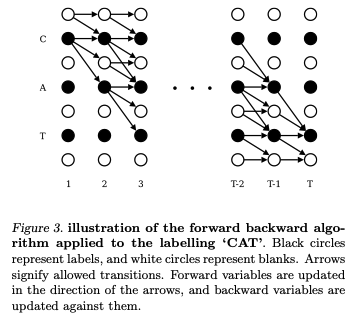 C
A
T
1 2 3 T-2 T-1 T
Figure 3. illustration of the forward backward algo-
rithm applied to the labelling ‘CAT’. Black circles
represent labels, and white circles represent blanks. Arrows
signify allowed transitions. Forward variables are updated
in the direction of the arrows, and backward variables are
updated against them.